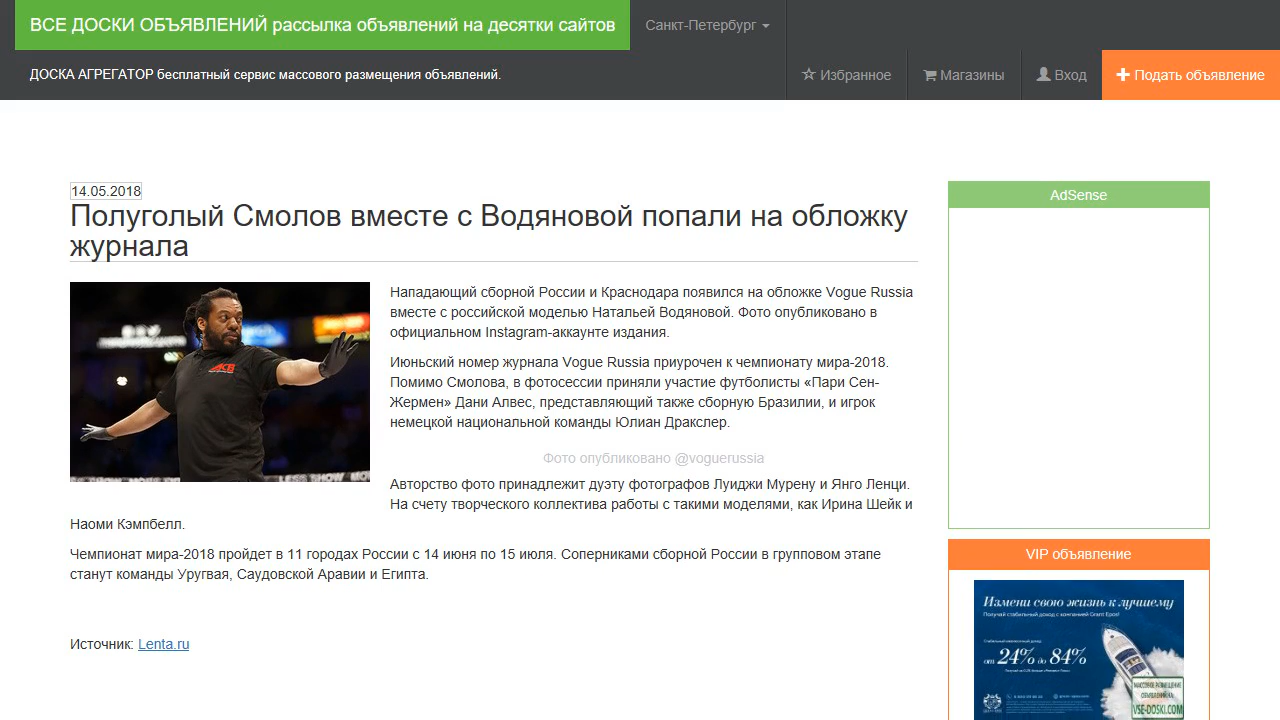 ВСЕ ДОСКИ ОБЪЯВЛЕНИЙ рассылка объявлений на десятки сайтов
Санкт-Петербург
ДОСКА АГРЕГАТОР бесплатный сервис массового размещения объявлений.
Избранное
Магазины
Вход
Подать объявление
14.05.2018
Полуголый Смолов вместе с Водяновой попали на обложку
журнала
Нападающий сборной России и Краснодара появился на обложке Vogue Russia
вместе с российской моделью Натальей Водяновой. Фото опубликовано в
официальном Instagram-аккаунте издания.
Июньский номер журнала Vogue Russia приурочен к чемпионату мира-2018.
Помимо Смолова, в фотосессии приняли участие футболисты «Пари Сен-
Жермен» Дани Алвес, представляющий также сборную Бразилии, и игрок
немецкой национальной команды Юлиан Дракслер.
Фото опубликовано @voguerussia
Авторство фото принадлежит дуэту фотографов Луиджи Мурену и Янго Ленци.
На счету творческого коллектива работы с такими моделями, как Ирина Шейк и
Наоми Кэмпбелл.
Чемпионат мира-2018 пройдет в 11 городах России с 14 июня по 15 июля. Соперниками сборной России в групповом этапе
станут команды Уругвая, Саудовской Аравии и Египта.
Источник: Lenta.ru
AdSense
VIP объявление
Измени свою жизнь к лучшему
Получай стабильный доход с компанией Grant Epos!
от 24% до 84%
МАССОВОЕ РАЗМЕЩЕНИЕ
ОБЪЯВЛЕНИЙ НА
VSE-DOSKI.COM